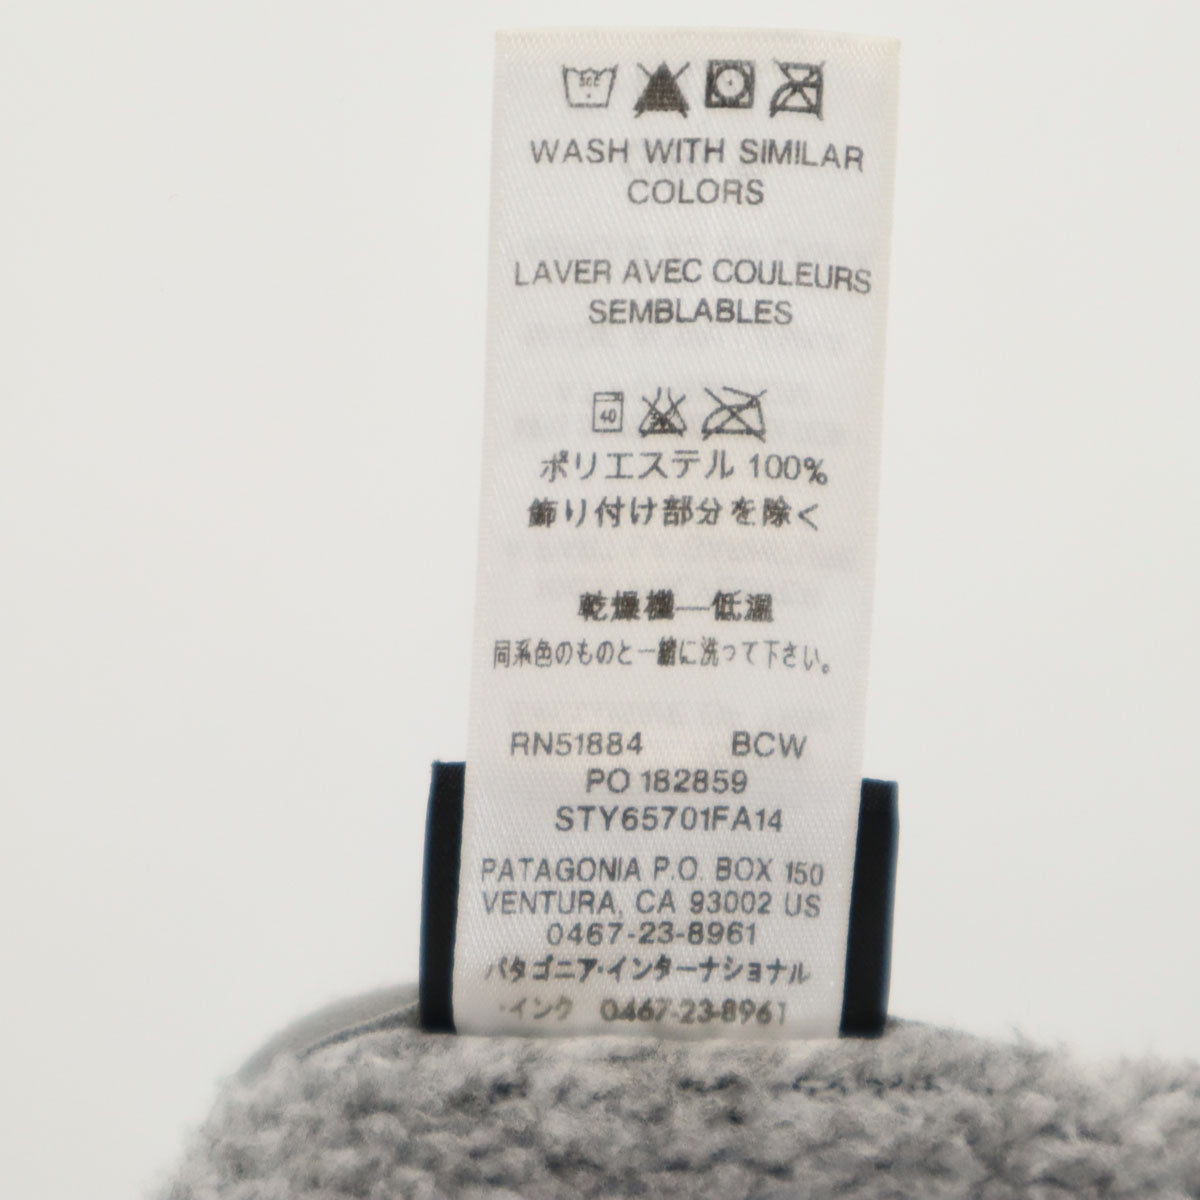 WASH WITH SIMILAR
COLORS
LAVER AVEC COULEURS
SEMBLABLES
40
ポリエステル 100%
飾り付け部分を除く
乾燥機—低温
同系色のものと一緒に洗って下さい。
RN51884 BCW
PO 182859
STY65701FA14
PATAGONIA P.O. BOX 150
VENTURA, CA 93002 US
0467-23-8961
パタゴニア·インターナショナル
·インク 0467-23-8961